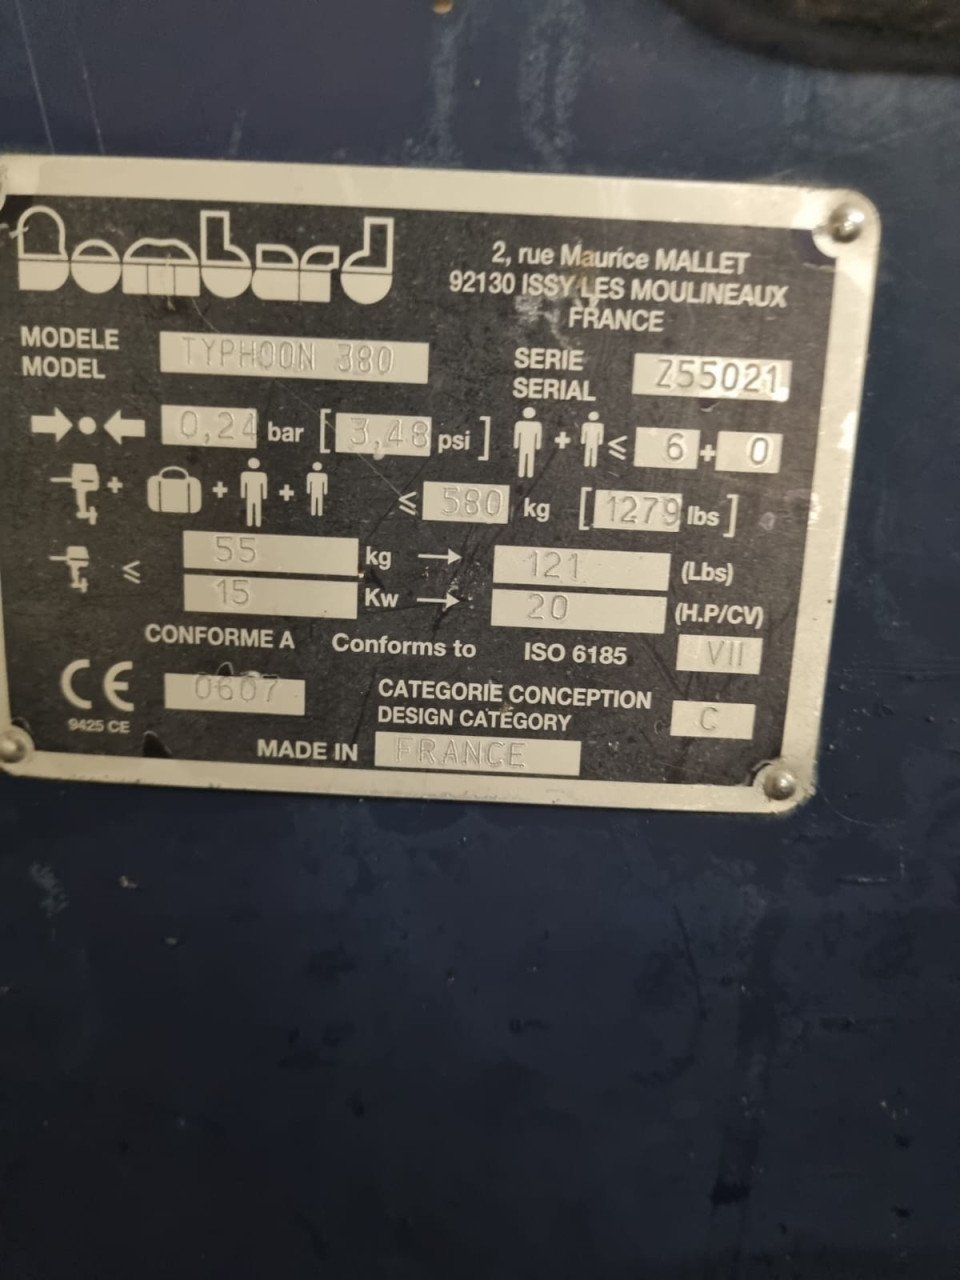 Bombard
2, rue Maurice MALLET
92130 ISSY LES MOULINEAUX
FRANCE
MODELE
MODEL
TYPHOON 380
SERIE
SERIAL
Z55021
0,24 bar [3,48 psi]
+ ≤ 6 + 0
+ + + ≤ 580 kg [1279 lbs]
≤ 55 kg → 121 (Lbs)
15 Kw → 20 (H.P/CV)
CONFORME A Conforms to ISO 6185 VII
CE 0607
9425 CE
CATEGORIE CONCEPTION
DESIGN CATEGORY
C
MADE IN FRANCE